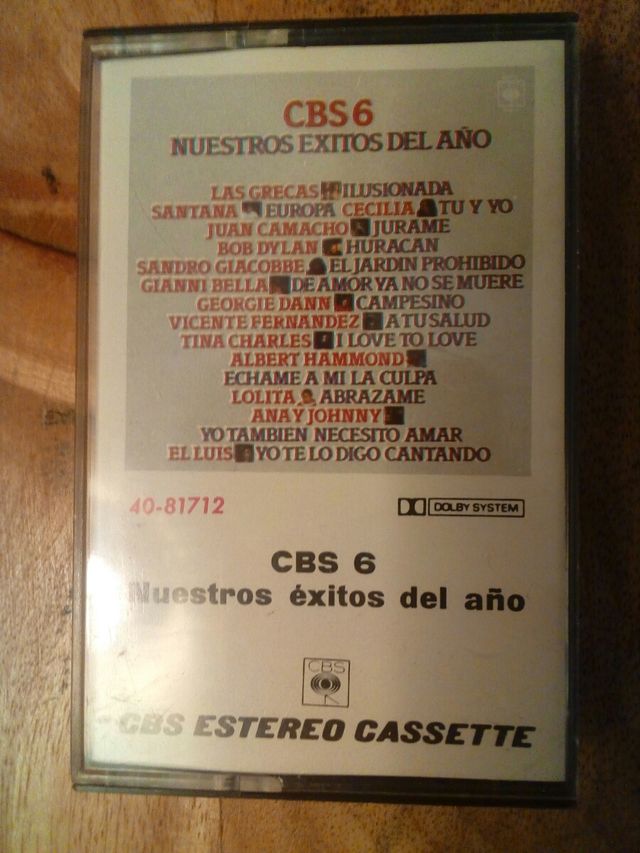 CBS 6
NUESTROS EXITOS DEL AÑO
LAS GRECAS ILUSIONADA
SANTANA EUROPA CECILIA TU Y YO
JUAN CAMACHO JURAME
BOB DYLAN HURACAN
SANDRO GIACOBBE EL JARDIN PROHIBIDO
GIANNI BELLA DE AMOR YA NO SE MUERE
GEORGIE DANN CAMPESINO
VICENTE FERNANDEZ A TU SALUD
TINA CHARLES I LOVE TO LOVE
ALBERT HAMMOND
ECHAME A MI LA CULPA
LOLITA ABRAZAME
ANA Y JOHNNY
YO TAMBIEN NECESITO AMAR
EL LUIS YO TE LO DIGO CANTANDO
40-81712 DOLBY SYSTEM
CBS 6
Nuestros éxitos del año
CBS
CBS ESTEREO CASSETTE